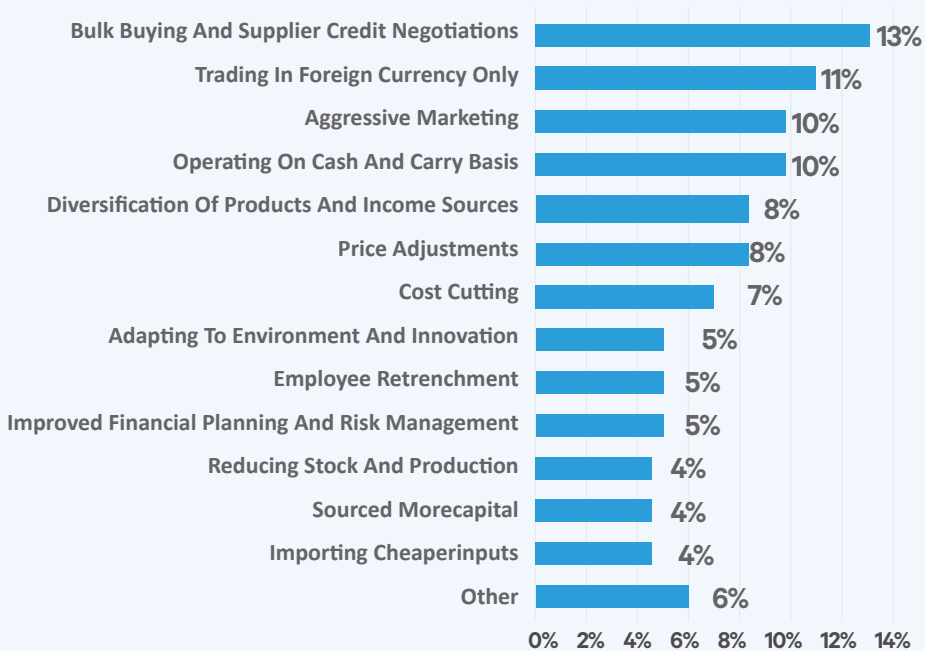 Bulk Buying And Supplier Credit Negotiations 13%
Trading In Foreign Currency Only 11%
Aggressive Marketing 10%
Operating On Cash And Carry Basis 10%
Diversification Of Products And Income Sources 8%
Price Adjustments 8%
Cost Cutting 7%
Adapting To Environment And Innovation 5%
Employee Retrenchment 5%
Improved Financial Planning And Risk Management 5%
Reducing Stock And Production 4%
Sourced Morecapital 4%
Importing Cheaperinputs 4%
Other 6%
0% 2% 4% 6% 8% 10% 12% 14%